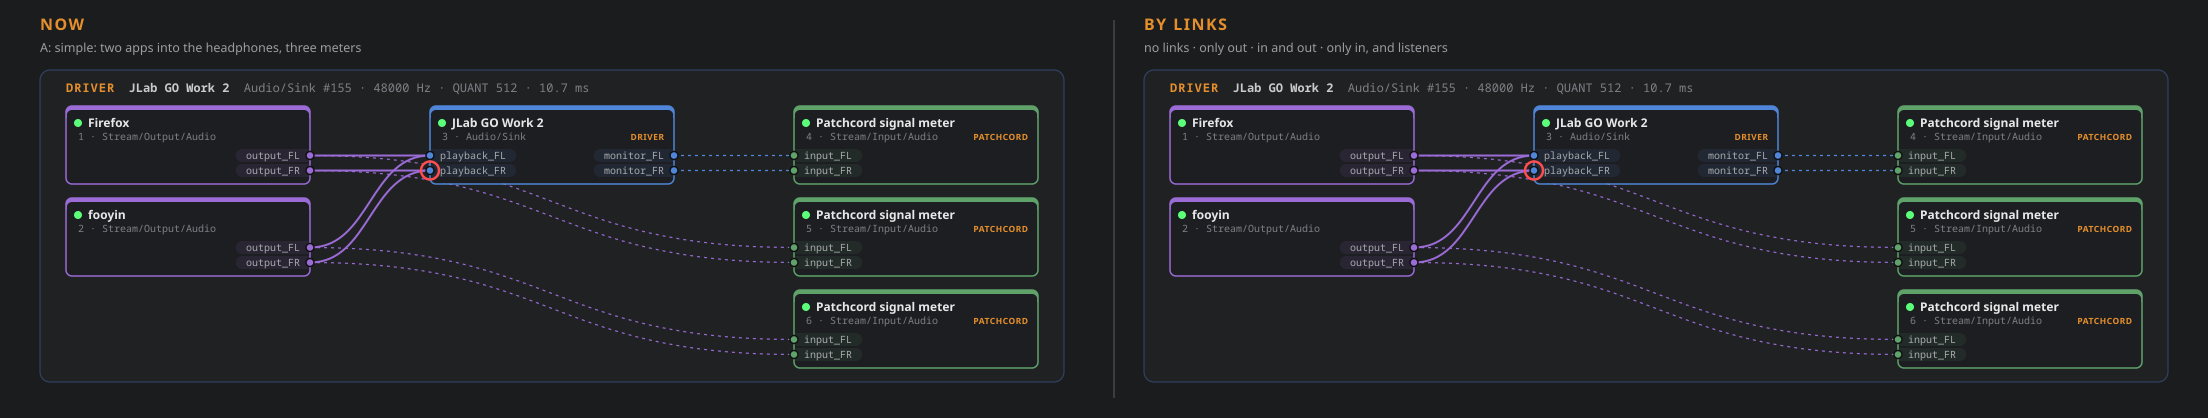 NOW
A: simple: two apps into the headphones, three meters
DRIVER JLab GO Work 2 Audio/Sink #155 · 48000 Hz · QUANT 512 · 10.7 ms
Firefox
1 · Stream/Output/Audio
output_FL
output_FR
fooyin
2 · Stream/Output/Audio
output_FL
output_FR
JLab GO Work 2
3 · Audio/Sink DRIVER
playback_FL monitor_FL
playback_FR monitor_FR
Patchcord signal meter
4 · Stream/Input/Audio PATCHCORD
input_FL
input_FR
Patchcord signal meter
5 · Stream/Input/Audio PATCHCORD
input_FL
input_FR
Patchcord signal meter
6 · Stream/Input/Audio PATCHCORD
input_FL
input_FR
BY LINKS
no links · only out · in and out · only in, and listeners
DRIVER JLab GO Work 2 Audio/Sink #155 · 48000 Hz · QUANT 512 · 10.7 ms
Firefox
1 · Stream/Output/Audio
output_FL
output_FR
fooyin
2 · Stream/Output/Audio
output_FL
output_FR
JLab GO Work 2
3 · Audio/Sink DRIVER
playback_FL monitor_FL
playback_FR monitor_FR
Patchcord signal meter
4 · Stream/Input/Audio PATCHCORD
input_FL
input_FR
Patchcord signal meter
5 · Stream/Input/Audio PATCHCORD
input_FL
input_FR
Patchcord signal meter
6 · Stream/Input/Audio PATCHCORD
input_FL
input_FR